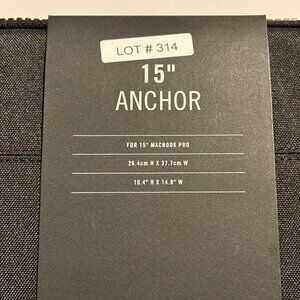 LOT # 314
15"
ANCHOR
FOR 15" MACBOOK PRO
26.4cm H X 37.7cm W
10.4" H X 14.8" W